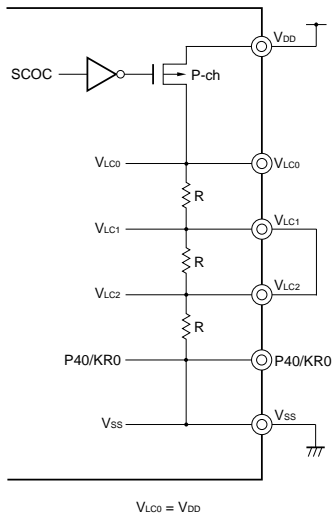 VDD
SCOC
P-ch
VLC0 VLC0
R
VLC1 VLC1
R
VLC2 VLC2
R
P40/KR0 P40/KR0
VSS VSS
VLC0 = VDD